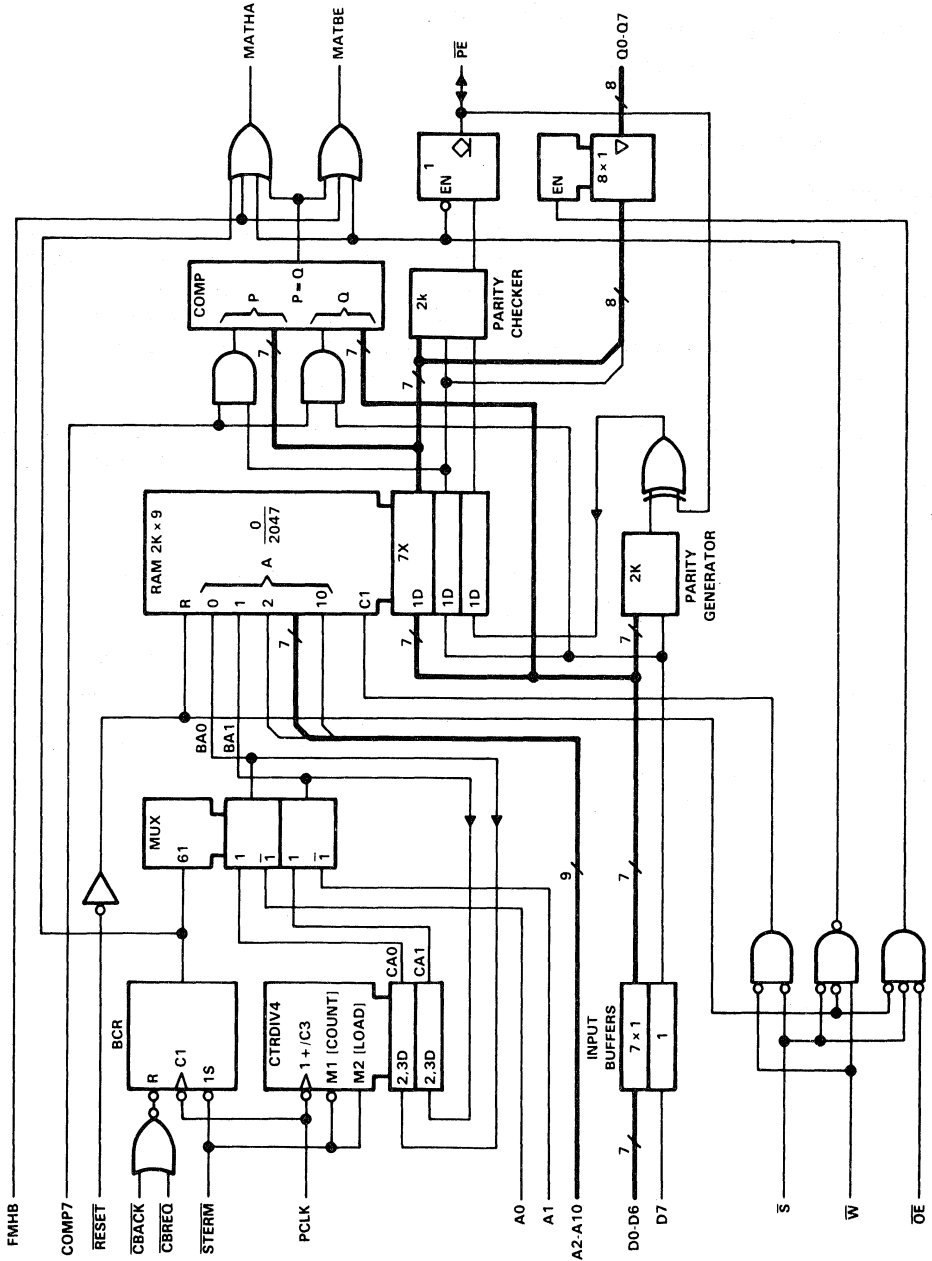 FMHB
COMP7
RESET
CBACK
CBREQ
STERM
PCLK
A0
A1
A2-A10
D0-D6
D7
S
W
OE
BCR
R
C1
1S
CTRDIV4
1+/C3
M1 [COUNT]
M2 [LOAD]
2,3D
2,3D
CA0
CA1
INPUT
BUFFERS
7 × 1
1
7
MUX
61
1
1
1
1
BA0
BA1
9
7
RAM 2K × 9
R
0
1
2
10
A
0
2047
C1
7
7X
1D
1D
1D
7
7
2K
PARITY
GENERATOR
COMP
P
P = Q
Q
7
7
7
2k
PARITY
CHECKER
8
1
EN
EN
8 × 1
8
MATHA
MATBE
PE
Q0-Q7